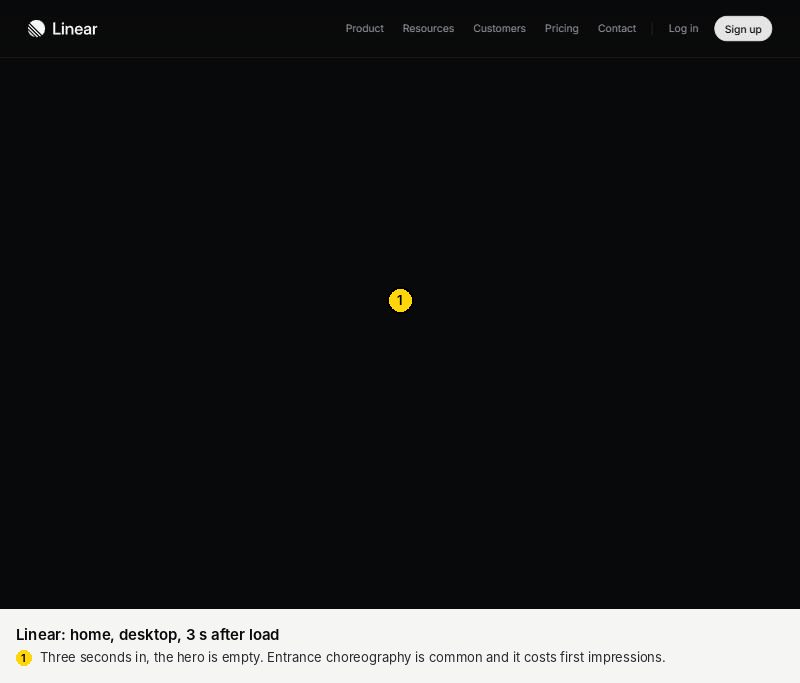 Linear
Product Resources Customers Pricing Contact Log in Sign up
1
Linear: home, desktop, 3 s after load
1 Three seconds in, the hero is empty. Entrance choreography is common and it costs first impressions.